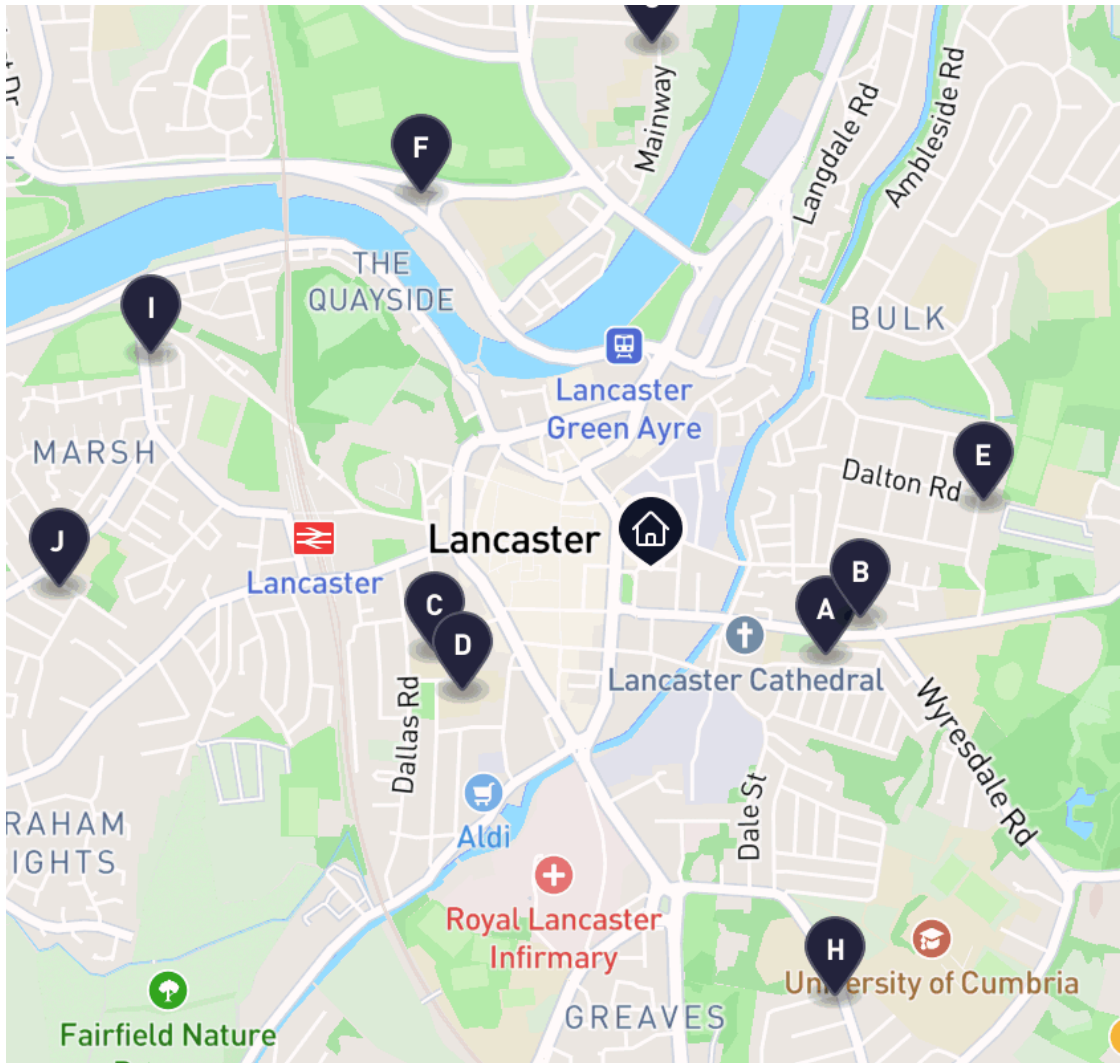 Mainway
Langdale Rd
Ambleside Rd
F
THE
QUAYSIDE
I
BULK
Lancaster
Green Ayre
MARSH
E
Dalton Rd
J
Lancaster
Lancaster
C
B
A
D
Lancaster Cathedral
Dallas Rd
Wyresdale Rd
Dale St
Aldi
RAHAM
IGHTS
Royal Lancaster
Infirmary
H
University of Cumbria
GREAVES
Fairfield Nature